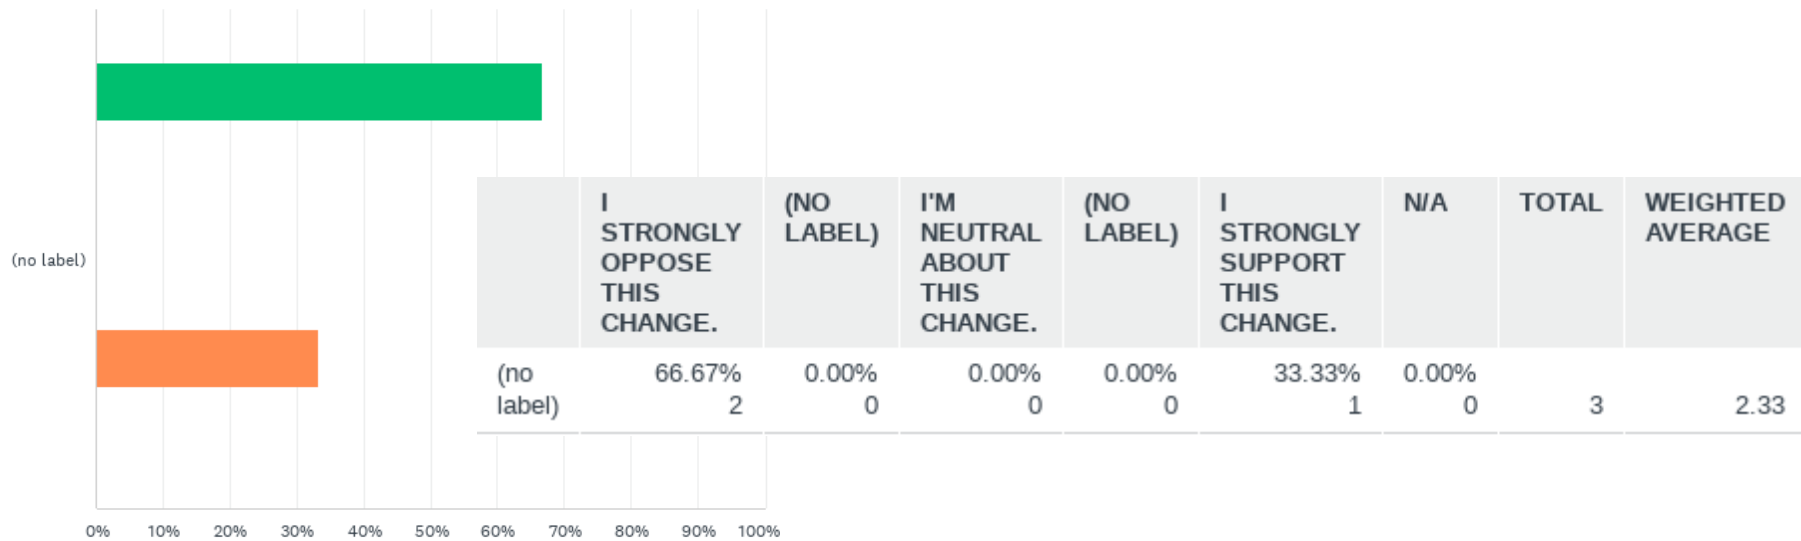 I STRONGLY OPPOSE THIS CHANGE.
(NO LABEL)
I'M NEUTRAL ABOUT THIS CHANGE.
(NO LABEL)
I STRONGLY SUPPORT THIS CHANGE.
N/A
TOTAL
WEIGHTED AVERAGE
(no label)
(no label)
66.67% 0.00% 0.00% 0.00% 33.33% 0.00%
2 0 0 0 1 0 3 2.33
0% 10% 20% 30% 40% 50% 60% 70% 80% 90% 100%